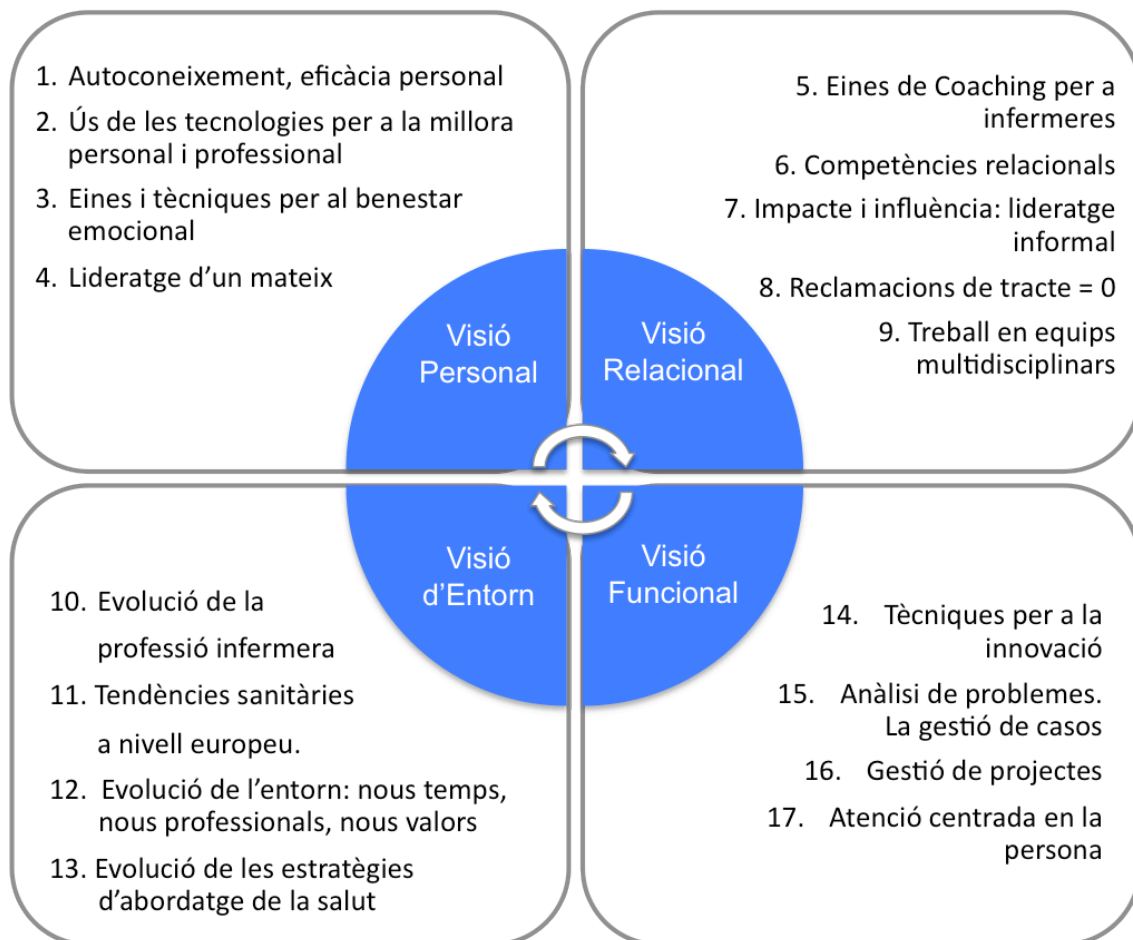 1. Autoconeixement, eficàcia personal
2. Ús de les tecnologies per a la millora
personal i professional
3. Eines i tècniques per al benestar
emocional
4. Lideratge d’un mateix
Visió
Personal
5. Eines de Coaching per a
infermeres
6. Competències relacionals
7. Impacte i influència: lideratge
informal
8. Reclamacions de tracte = 0
9. Treball en equips
multidisciplinars
Visió
Relacional
Visió
d’Entorn
10. Evolució de la
professió infermera
11. Tendències sanitàries
a nivell europeu.
12. Evolució de l’entorn: nous temps,
nous professionals, nous valors
13. Evolució de les estratègies
d’abordatge de la salut
Visió
Funcional
14. Tècniques per a la
innovació
15. Anàlisi de problemes.
La gestió de casos
16. Gestió de projectes
17. Atenció centrada en la
persona